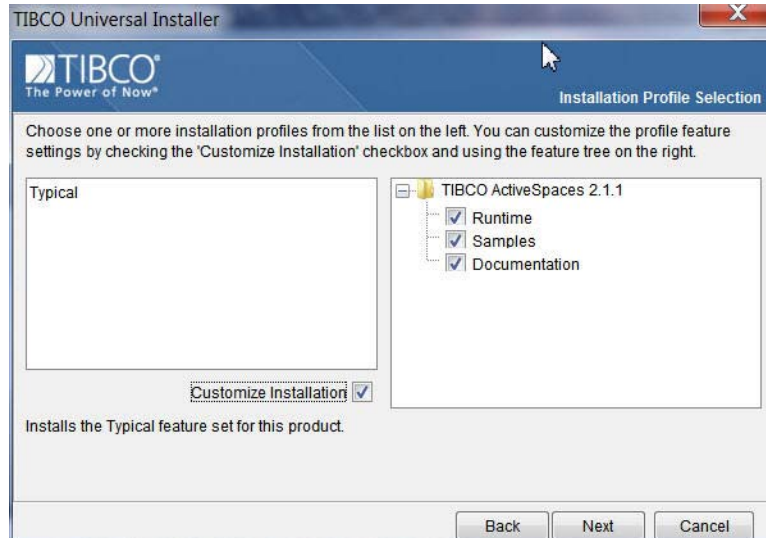 TIBCO Universal Installer
TIBCO®
The Power of Now®
Installation Profile Selection
Choose one or more installation profiles from the list on the left. You can customize the profile feature
settings by checking the 'Customize Installation' checkbox and using the feature tree on the right.
Typical
TIBCO ActiveSpaces 2.1.1
Runtime
Samples
Documentation
Customize Installation
Installs the Typical feature set for this product.
Back Next Cancel